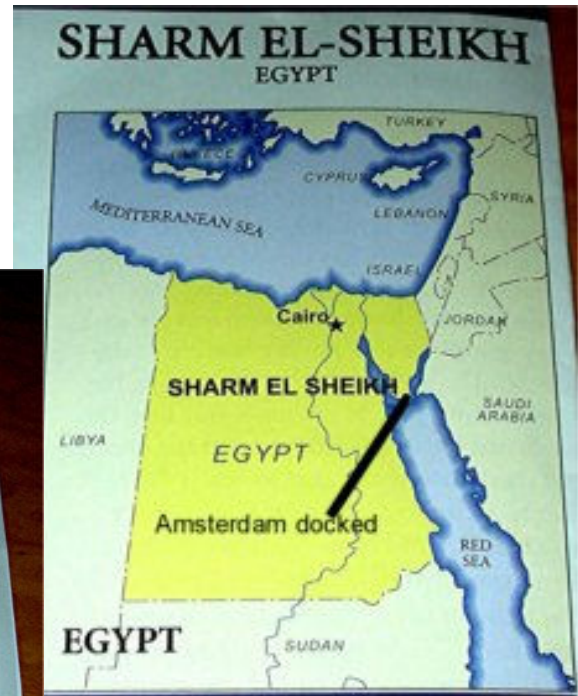 SHARM EL-SHEIKH
EGYPT
TURKEY
GREECE
CYPRUS
SYRIA
MEDITERRANEAN SEA
LEBANON
ISRAEL
Cairo
JORDAN
SHARM EL SHEIKH
SAUDI
ARABIA
LIBYA
EGYPT
Amsterdam docked
RED
SEA
EGYPT
SUDAN